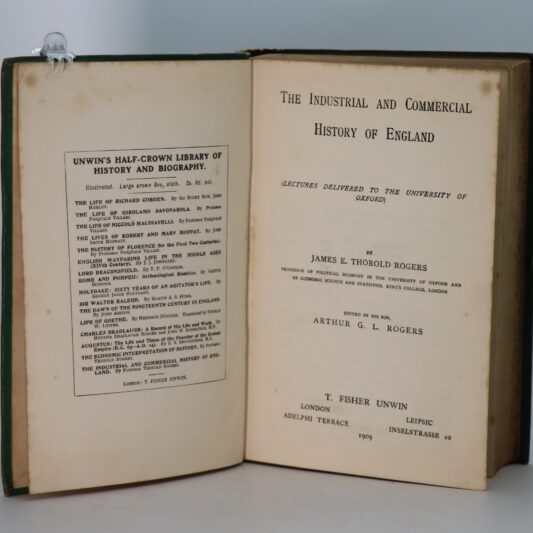 UNWIN'S HALF-CROWN LIBRARY OF
HISTORY AND BIOGRAPHY.
Illustrated. Large crown 8vo, cloth. 2s. 6d. net.
THE LIFE OF RICHARD COBDEN. By the RIGHT HON. JOHN
MORLEY.
THE LIFE OF GIROLAMO SAVONAROLA. By Professor
PASQUALE VILLARI.
THE LIFE OF NICCOLÒ MACHIAVELLI. By Professor PASQUALE
VILLARI.
THE LIVES OF ROBERT AND MARY MOFFAT. By JOHN
SMITH MOFFAT.
THE HISTORY OF FLORENCE (for the First Two Centuries).
By Professor PASQUALE VILLARI.
ENGLISH WAYFARING LIFE IN THE MIDDLE AGES
(XIVth Century). By J. J. JUSSERAND.
LORD BEACONSFIELD. By T. P. O'CONNOR.
ROME AND POMPEII: Archæological Rambles. By GASTON
BOISSIER.
HOLYOAKE: SIXTY YEARS OF AN AGITATOR'S LIFE. By
GEORGE JACOB HOLYOAKE.
SIR WALTER RALEGH. By MARTIN A. S. HUME.
THE DAWN OF THE NINETEENTH CENTURY IN ENGLAND.
By JOHN ASHTON.
LIFE OF GOETHE. By HEINRICH DÜNTZER. Translated by THOMAS
W. LYSTER.
CHARLES BRADLAUGH: A Record of His Life and Work. By
HYPATIA BRADLAUGH BONNER and JOHN M. ROBERTSON, M.P.
AUGUSTUS: The Life and Times of the Founder of the Roman
Empire (B.C. 63—A.D. 14). By E. S. SHUCKBURGH, M.A.
THE ECONOMIC INTERPRETATION OF HISTORY. By Professor
THOROLD ROGERS.
THE INDUSTRIAL AND COMMERCIAL HISTORY OF ENG-
LAND. By Professor THOROLD ROGERS.
LONDON: T. FISHER UNWIN.
THE INDUSTRIAL AND COMMERCIAL
HISTORY OF ENGLAND
(LECTURES DELIVERED TO THE UNIVERSITY OF
OXFORD)
BY
JAMES E. THOROLD ROGERS
PROFESSOR OF POLITICAL ECONOMY IN THE UNIVERSITY OF OXFORD AND
OF ECONOMIC SCIENCE AND STATISTICS, KING'S COLLEGE, LONDON
EDITED BY HIS SON,
ARTHUR G. L. ROGERS
T. FISHER UNWIN
LONDON LEIPSIC
ADELPHI TERRACE INSELSTRASSE 20
1909